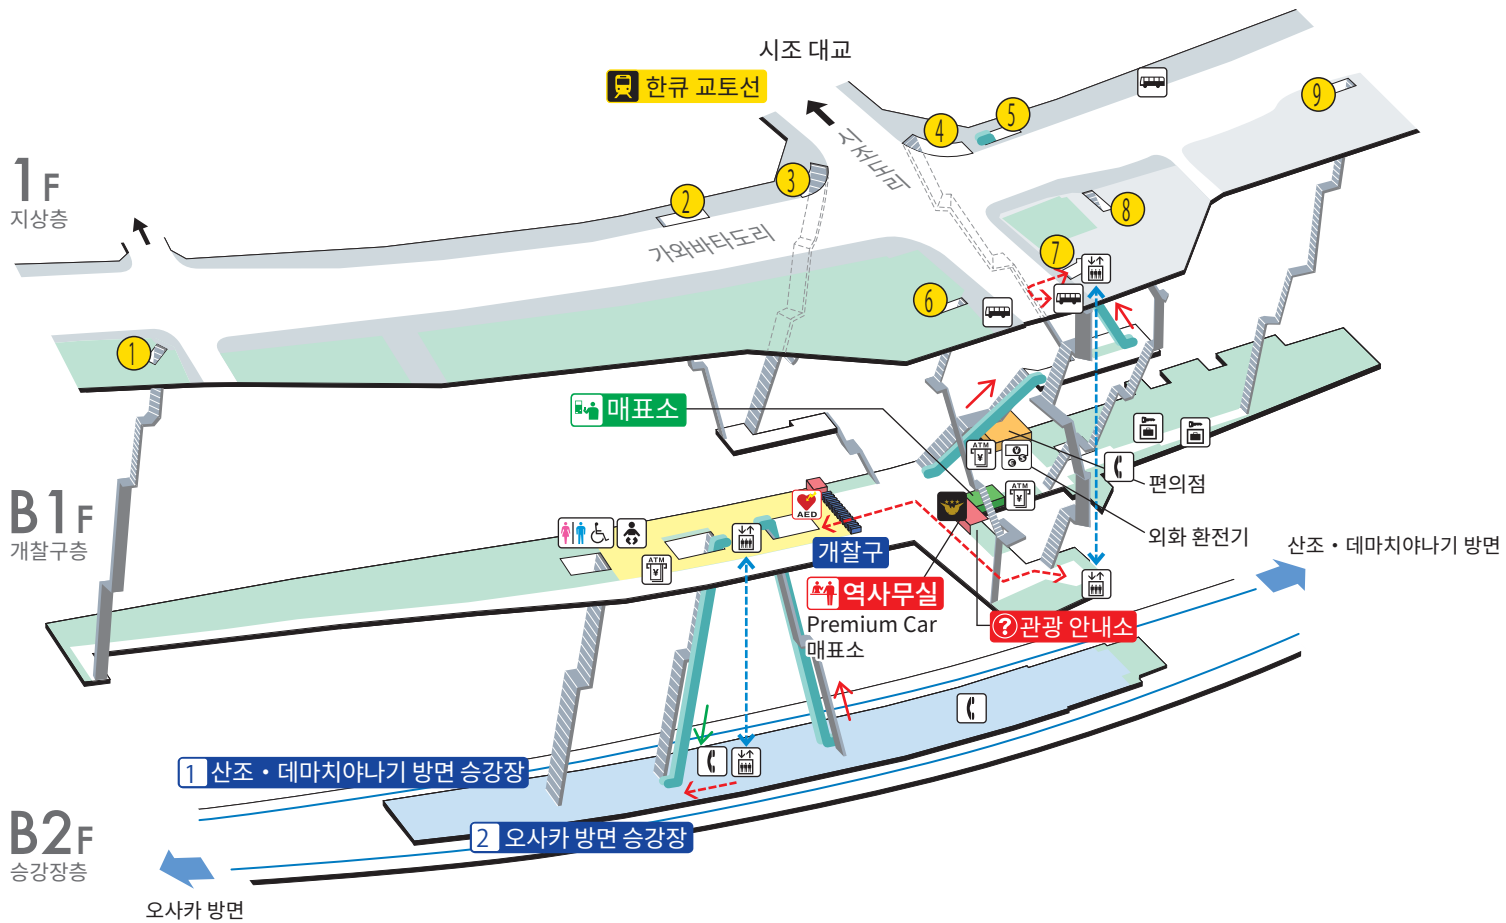 시조 대교
한큐 교토선
시조도리
가와바타도리
1F
지상층
1
2
3
4
5
6
7
8
9
매표소
ATM
¥
편의점
외화 환전기
ATM
¥
AED
B1F
개찰구층
ATM
¥
개찰구
역사무실
Premium Car
매표소
?관광 안내소
산조・데마치야나기 방면
1 산조・데마치야나기 방면 승강장
2 오사카 방면 승강장
B2F
승강장층
오사카 방면